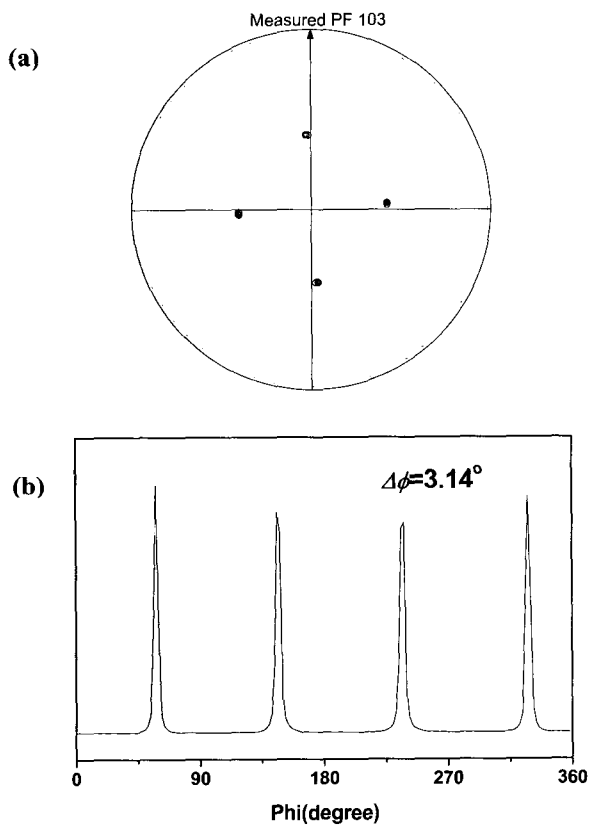 Measured PF 103
(a)
(b)
Δϕ=3.14°
0 90 180 270 360
Phi(degree)